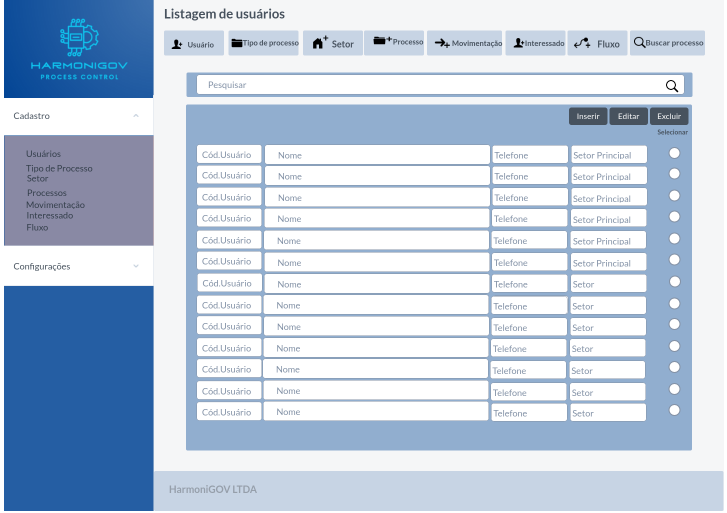 Listagem de usuários
HARMONIGOV
PROCESS CONTROL
Usuário
Tipo de processo
Setor
Processo
Movimentação
Interessado
Fluxo
Buscar processo
Cadastro
Usuários
Tipo de Processo
Setor
Processos
Movimentação
Interessado
Fluxo
Configurações
Pesquisar
Inserir Editar Excluir
Selecionar
Cód.Usuário Nome Telefone Setor Principal
Cód.Usuário Nome Telefone Setor Principal
Cód.Usuário Nome Telefone Setor Principal
Cód.Usuário Nome Telefone Setor Principal
Cód.Usuário Nome Telefone Setor Principal
Cód.Usuário Nome Telefone Setor Principal
Cód.Usuário Nome Telefone Setor
Cód.Usuário Nome Telefone Setor
Cód.Usuário Nome Telefone Setor
Cód.Usuário Nome Telefone Setor
Cód.Usuário Nome Telefone Setor
Cód.Usuário Nome Telefone Setor
Cód.Usuário Nome Telefone Setor
HarmoniGOV LTDA